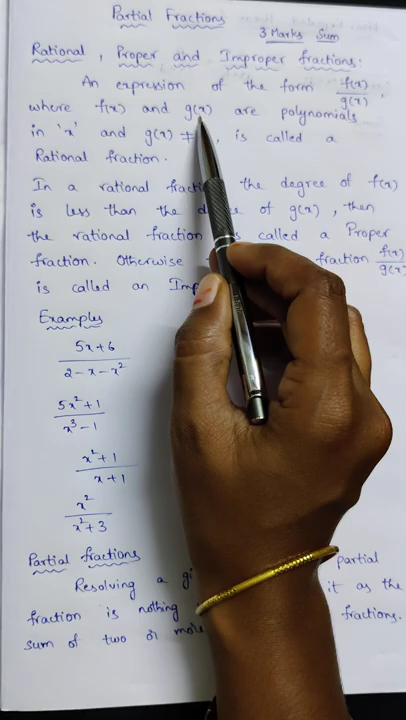 Partial Fractions
3 Marks Sum
Rational, Proper and Improper fractions:
An expression of the form f(x)/g(x),
where f(x) and g(x) are polynomials
in 'x' and g(x) ≠ , is called a
Rational fraction.
In a rational fracti the degree of f(x)
is less than the d e of g(x), then
the rational fraction s called a Proper
fraction. Otherwise fraction f(x)/g(x)
is called an Imp
Examples
5x+6/2-x-x²
5x²+1/x³-1
x²+1/x+1
x²/x²+3
Partial fractions
Resolving a gi partial
fraction is nothing it as the
sum of two or more fractions.